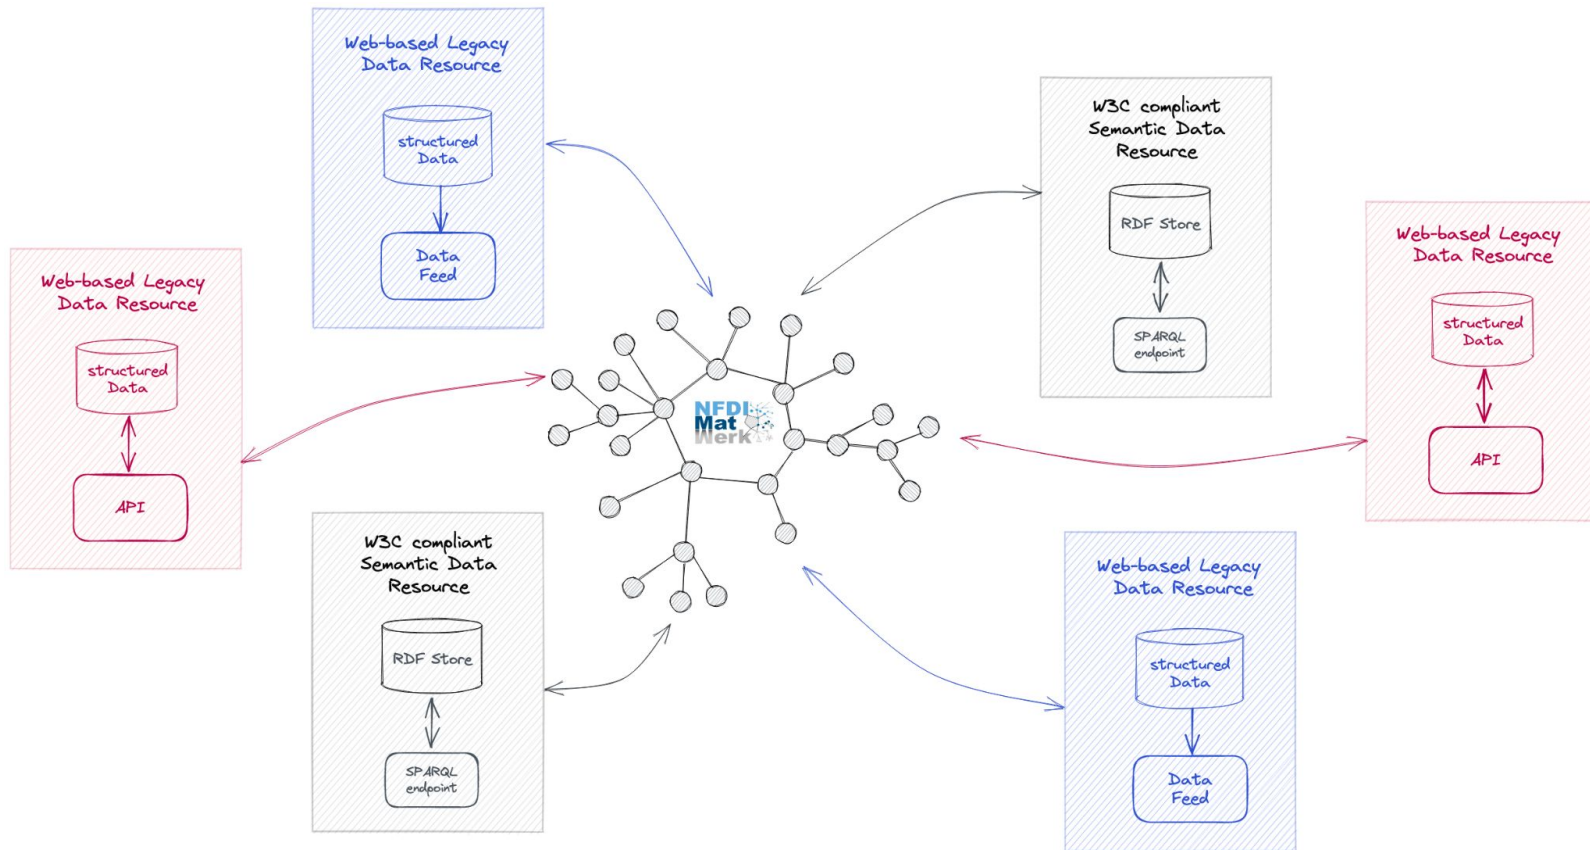 Web-based Legacy
Data Resource
structured
Data
Data
Feed
W3C compliant
Semantic Data
Resource
RDF Store
SPARQL
endpoint
Web-based Legacy
Data Resource
structured
Data
API
Web-based Legacy
Data Resource
structured
Data
API
NFDI
Mat
Werk
W3C compliant
Semantic Data
Resource
RDF Store
SPARQL
endpoint
Web-based Legacy
Data Resource
structured
Data
Data
Feed